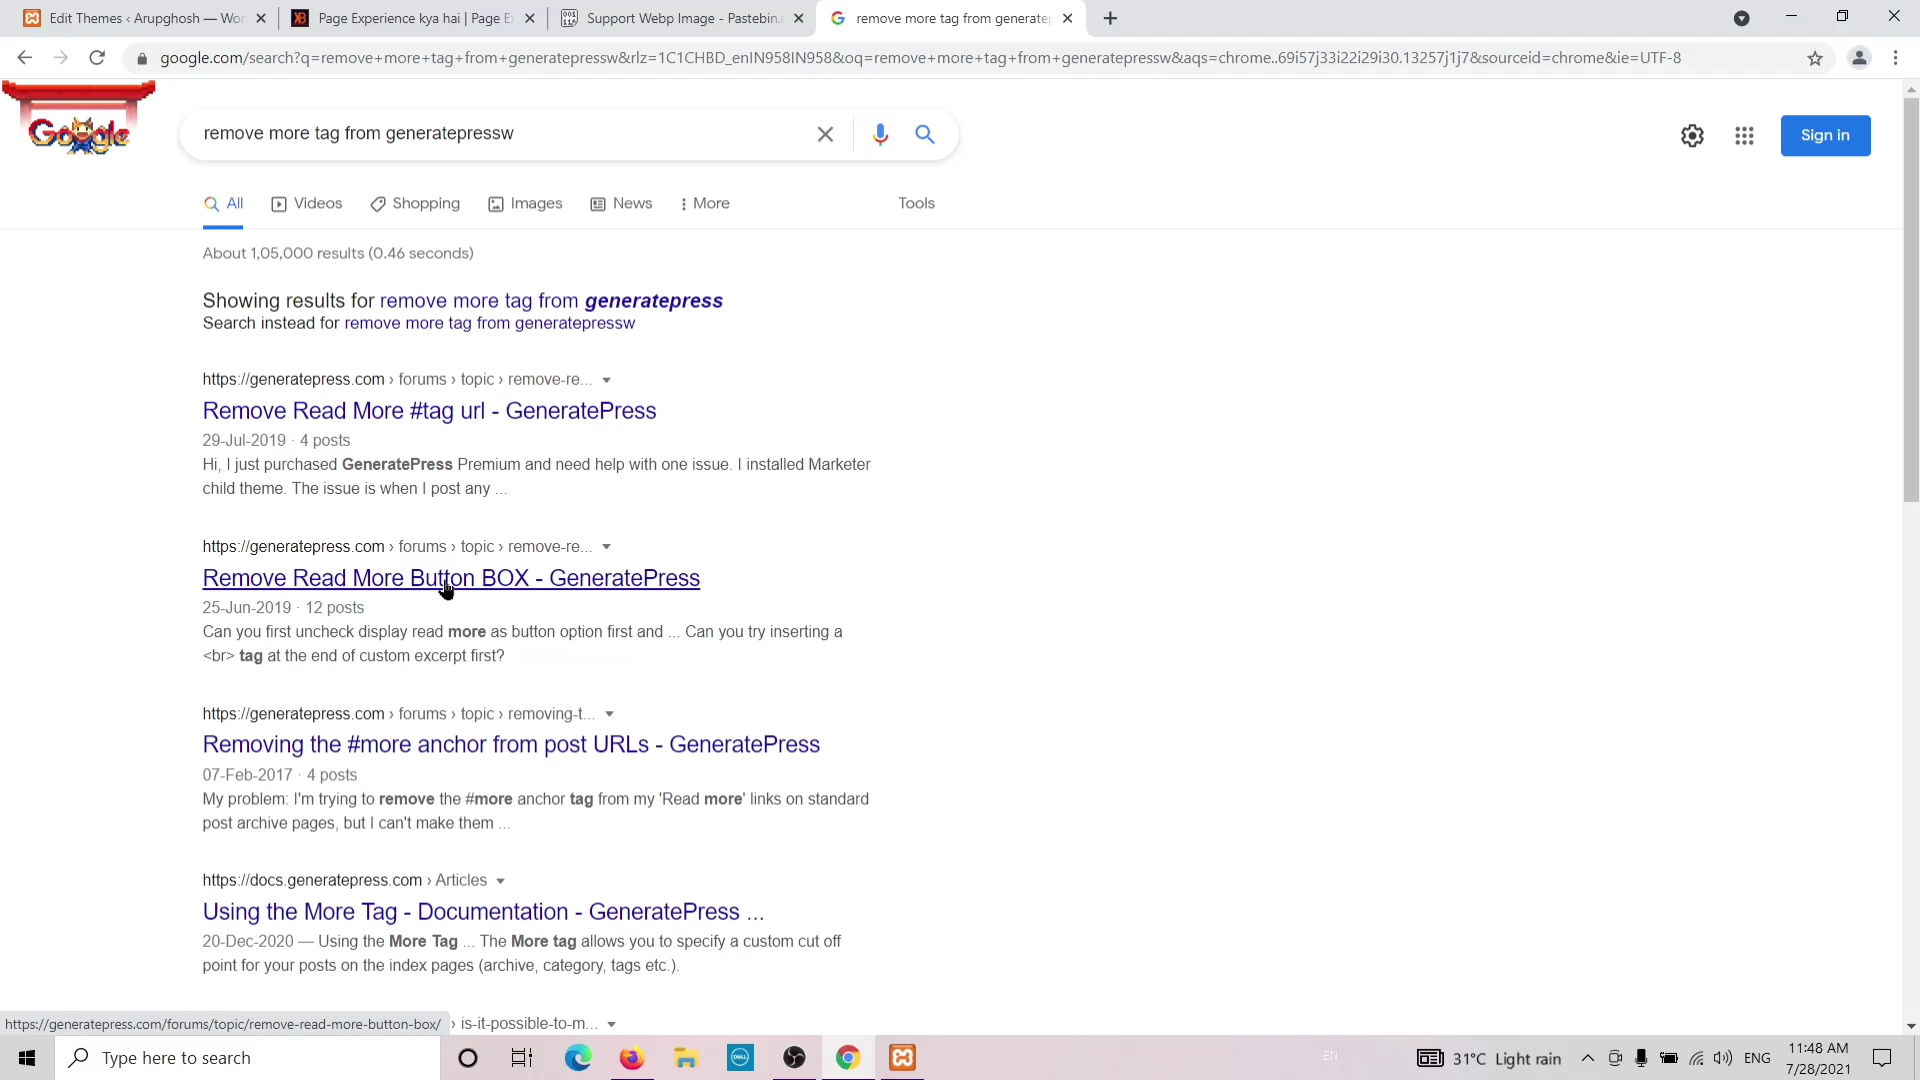 Edit Themes ‹ Arupghosh — Wor
Page Experience kya hai | Page E
Support Webp Image - Pastebin.
remove more tag from generatep
google.com/search?q=remove+more+tag+from+generatepressw&rlz=1C1CHBD_enIN958IN958&oq=remove+more+tag+from+generatepressw&aqs=chrome..69i57j33i22i29i30.13257j1j7&sourceid=chrome&ie=UTF-8
Google
remove more tag from generatepressw
Sign in
All Videos Shopping Images News More Tools
About 1,05,000 results (0.46 seconds)
Showing results for remove more tag from generatepress
Search instead for remove more tag from generatepressw
https://generatepress.com › forums › topic › remove-re...
Remove Read More #tag url - GeneratePress
29-Jul-2019 · 4 posts
Hi, I just purchased GeneratePress Premium and need help with one issue. I installed Marketer
child theme. The issue is when I post any ...
https://generatepress.com › forums › topic › remove-re...
Remove Read More Button BOX - GeneratePress
25-Jun-2019 · 12 posts
Can you first uncheck display read more as button option first and ... Can you try inserting a
<br> tag at the end of custom excerpt first?
https://generatepress.com › forums › topic › removing-t...
Removing the #more anchor from post URLs - GeneratePress
07-Feb-2017 · 4 posts
My problem: I'm trying to remove the #more anchor tag from my 'Read more' links on standard
post archive pages, but I can't make them ...
https://docs.generatepress.com › Articles
Using the More Tag - Documentation - GeneratePress ...
20-Dec-2020 — Using the More Tag ... The More tag allows you to specify a custom cut off
point for your posts on the index pages (archive, category, tags etc.).
https://generatepress.com/forums/topic/remove-read-more-button-box/ › is-it-possible-to-m...
Type here to search
DELL
EN
31°C Light rain
ENG
11:48 AM
7/28/2021